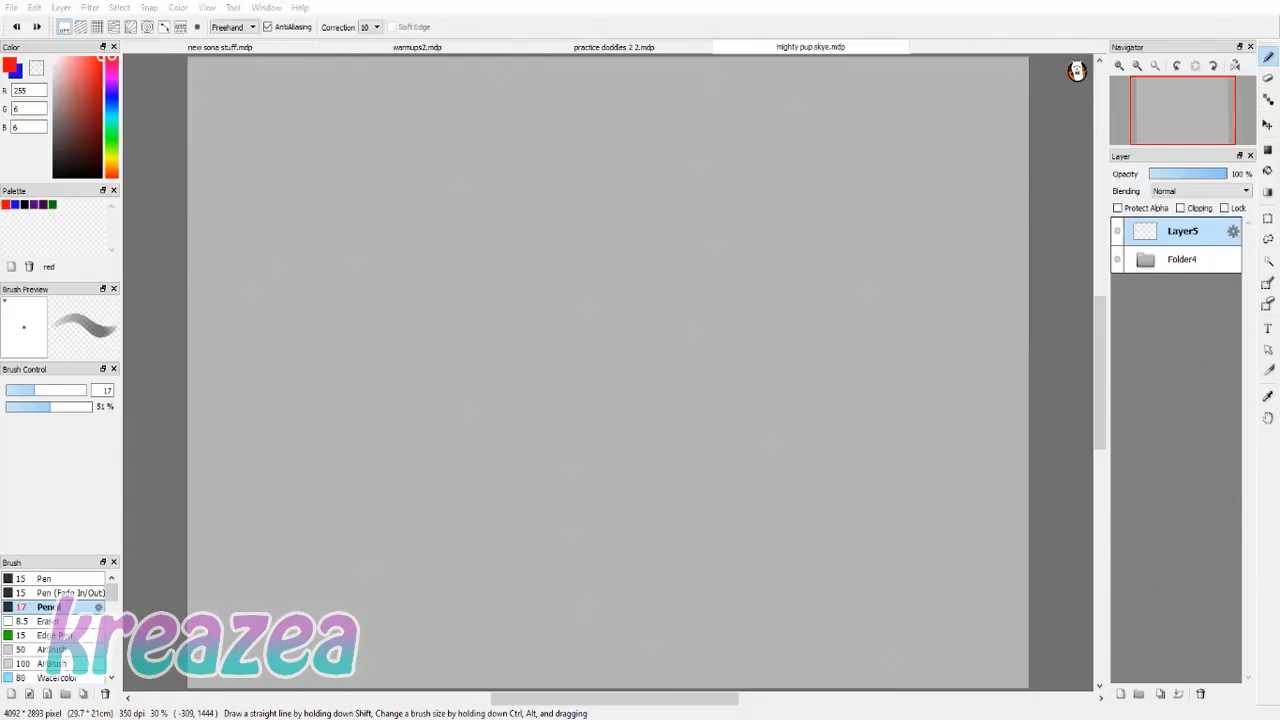 File Edit Layer Filter Select Snap Color View Tool Window Help
OFF Freehand AntiAliasing Correction 10 Soft Edge
Color new sona stuff.mdp warmups2.mdp practice doddles 2 2.mdp mighty pup skye.mdp Navigator
R 255
G 6
B 6
Palette
red
Brush Preview
Brush Control
17
51 %
Brush
15 Pen
15 Pen (Fade In/Out)
17 Pencil
8.5 Eraser
15 Edge Pen
50 AirBrush
100 AirBrush
80 Watercolor
kreazea
Layer
Opacity 100 %
Blending Normal
Protect Alpha Clipping Lock
Layer5
Folder4
T
4092 * 2893 pixel (29.7 * 21cm) 350 dpi 30 % ( -309, 1444 ) Draw a straight line by holding down Shift, Change a brush size by holding down Ctrl, Alt, and dragging